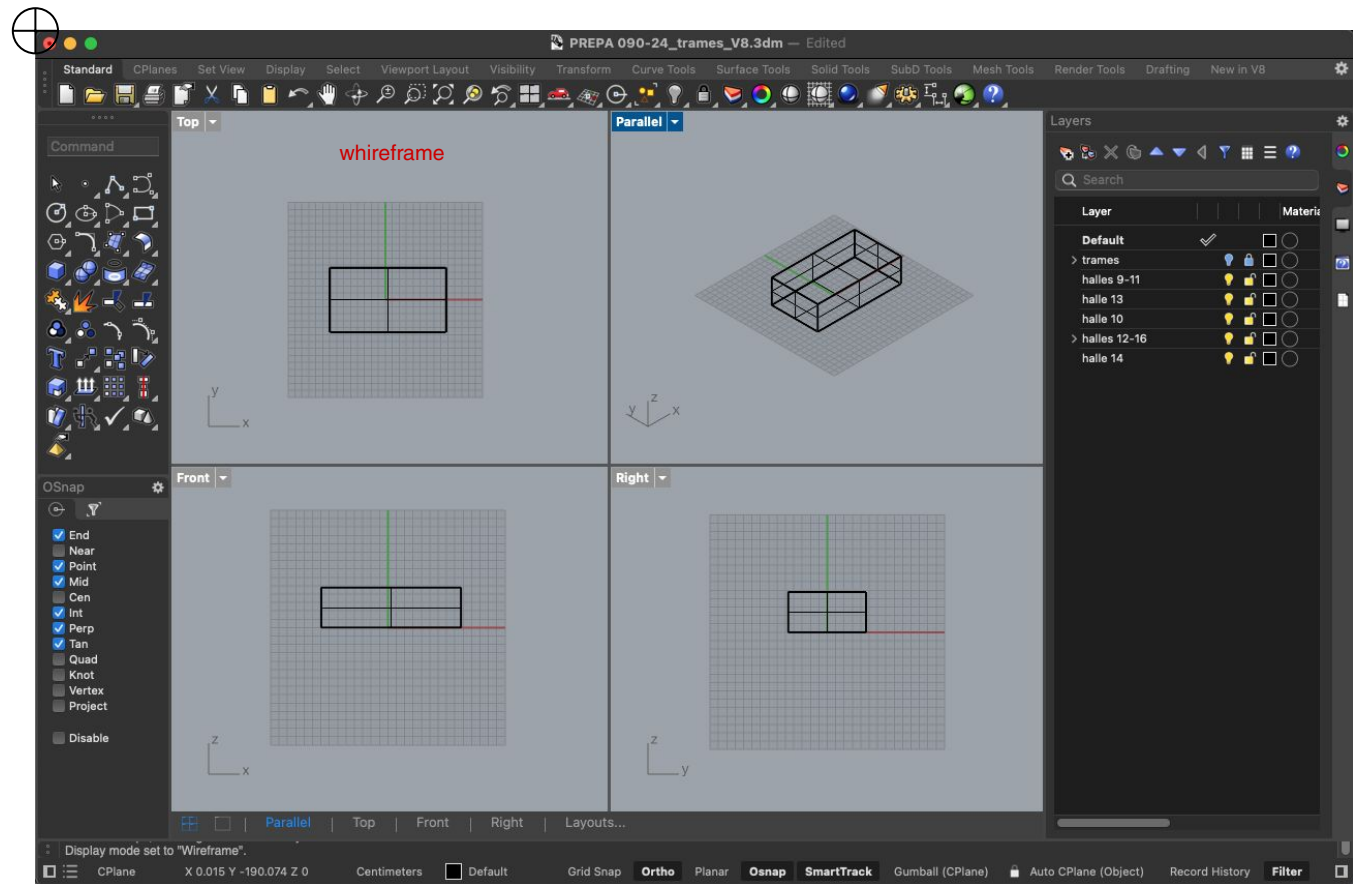 PREPA 090-24_trames_V8.3dm — Edited
Standard CPlanes Set View Display Select Viewport Layout Visibility Transform Curve Tools Surface Tools Solid Tools SubD Tools Mesh Tools Render Tools Drafting New in V8
Command
Top
whireframe
y
x
Parallel
z
y
x
Front
z
x
Right
z
y
OSnap
End
Near
Point
Mid
Cen
Int
Perp
Tan
Quad
Knot
Vertex
Project
Disable
Layers
Search
Layer Materia
Default
trames
halles 9-11
halle 13
halle 10
halles 12-16
halle 14
Parallel | Top | Front | Right | Layouts...
Display mode set to "Wireframe".
CPlane X 0.015 Y -190.074 Z 0 Centimeters Default Grid Snap Ortho Planar Osnap SmartTrack Gumball (CPlane) Auto CPlane (Object) Record History Filter